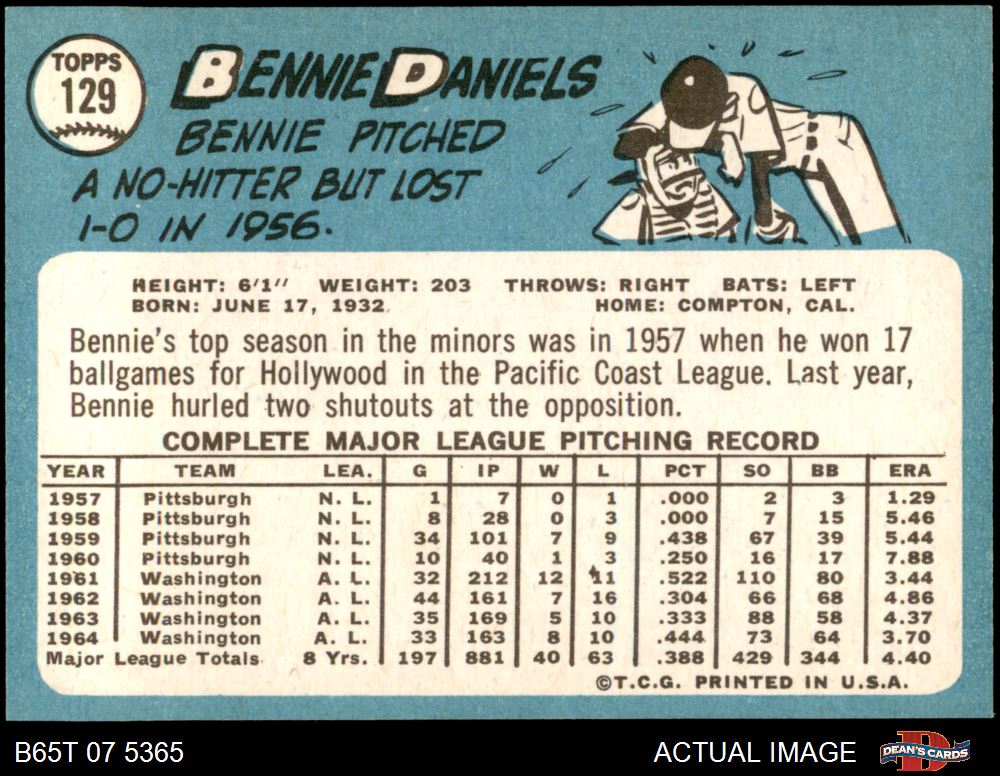 TOPPS
129
BENNIE DANIELS
BENNIE PITCHED
A NO-HITTER BUT LOST
1-0 IN 1956.
HEIGHT: 6'1" WEIGHT: 203 THROWS: RIGHT BATS: LEFT
BORN: JUNE 17, 1932 HOME: COMPTON, CAL.
Bennie's top season in the minors was in 1957 when he won 17
ballgames for Hollywood in the Pacific Coast League. Last year,
Bennie hurled two shutouts at the opposition.
COMPLETE MAJOR LEAGUE PITCHING RECORD
YEAR TEAM LEA. G IP W L PCT SO BB ERA
1957 Pittsburgh N. L. 1 7 0 1 .000 2 3 1.29
1958 Pittsburgh N. L. 8 28 0 3 .000 7 15 5.46
1959 Pittsburgh N. L. 34 101 7 9 .438 67 39 5.44
1960 Pittsburgh N. L. 10 40 1 3 .250 16 17 7.88
1961 Washington A. L. 32 212 12 11 .522 110 80 3.44
1962 Washington A. L. 44 161 7 16 .304 66 68 4.86
1963 Washington A. L. 35 169 5 10 .333 88 58 4.37
1964 Washington A. L. 33 163 8 10 .444 73 64 3.70
Major League Totals 8 Yrs. 197 881 40 63 .388 429 344 4.40
©T.C.G. PRINTED IN U.S.A.
B65T 07 5365 ACTUAL IMAGE DEAN'S CARDS